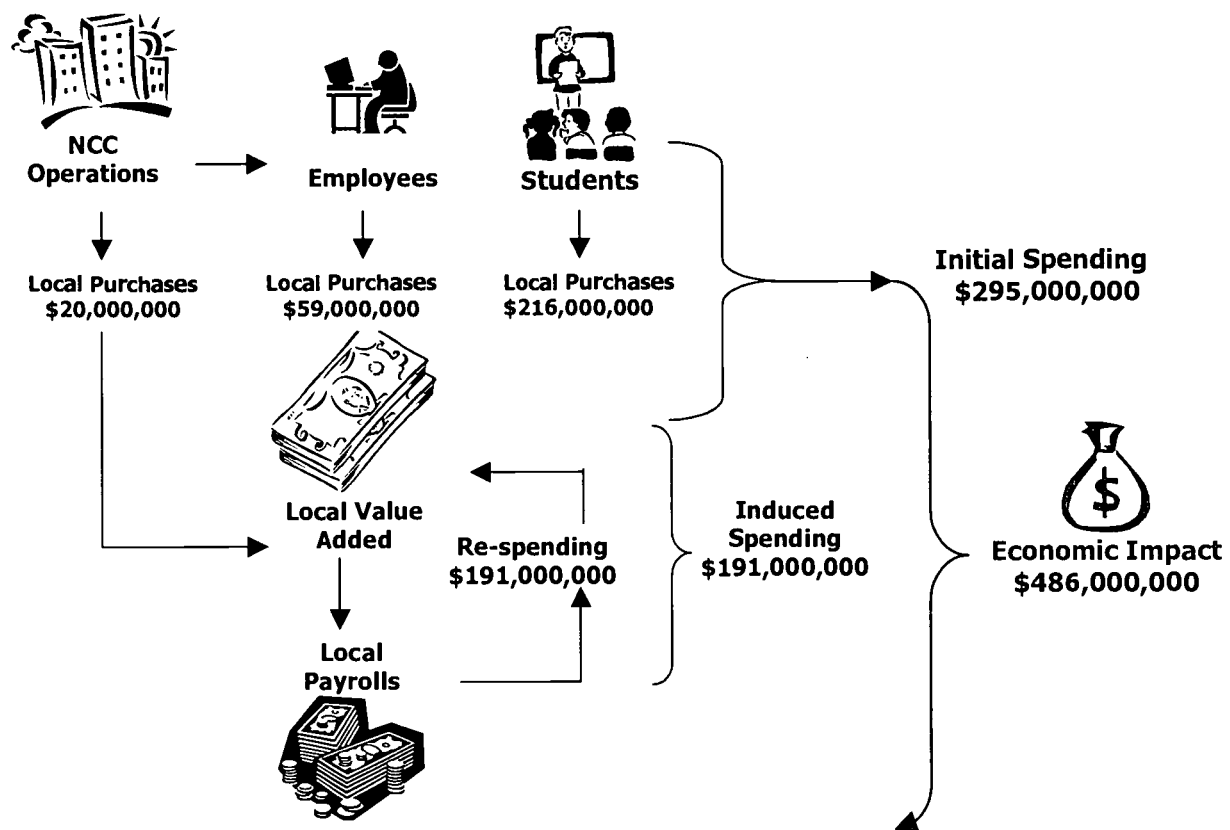 NCC
Operations
Employees
Students
Local Purchases
$20,000,000
Local Purchases
$59,000,000
Local Purchases
$216,000,000
Initial Spending
$295,000,000
Local Value
Added
Re-spending
$191,000,000
Induced
Spending
$191,000,000
$
Economic Impact
$486,000,000
Local
Payrolls